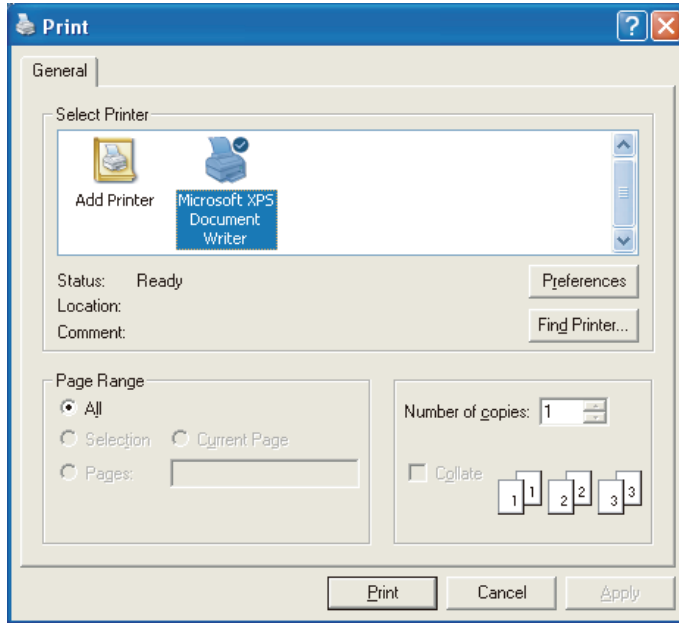 Print
General
Select Printer
Add Printer
Microsoft XPS
Document
Writer
Status: Ready
Location:
Comment:
Preferences
Find Printer...
Page Range
All
Selection Current Page
Pages:
Number of copies: 1
Collate
1 1 2 2 3 3
Print Cancel Apply